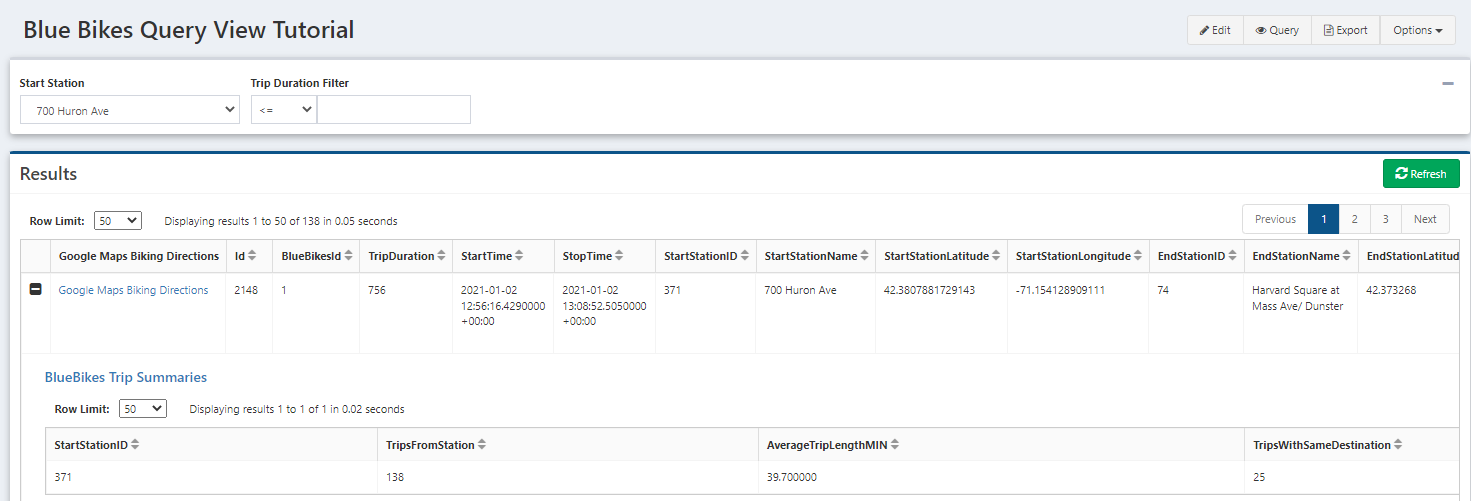 Blue Bikes Query View Tutorial
Edit Query Export Options
Start Station Trip Duration Filter
700 Huron Ave <=
Results
Refresh
Row Limit: 50 Displaying results 1 to 50 of 138 in 0.05 seconds Previous 1 2 3 Next
Google Maps Biking Directions Id BlueBikesId TripDuration StartTime StopTime StartStationID StartStationName StartStationLatitude StartStationLongitude EndStationID EndStationName EndStationLatitud
Google Maps Biking Directions 2148 1 756 2021-01-02 2021-01-02 371 700 Huron Ave 42.3807881729143 -71.154128909111 74 Harvard Square at 42.373268
12:56:16.4290000 13:08:52.5050000 Mass Ave/ Dunster
+00:00 +00:00
BlueBikes Trip Summaries
Row Limit: 50 Displaying results 1 to 1 of 1 in 0.02 seconds
StartStationID TripsFromStation AverageTripLengthMIN TripsWithSameDestination
371 138 39.700000 25